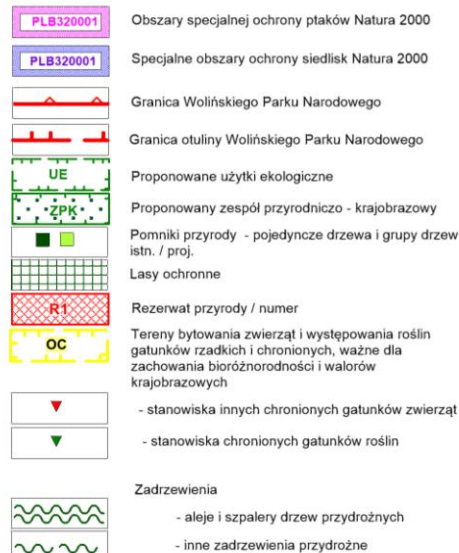 PLB320001 Obszary specjalnej ochrony ptaków Natura 2000
PLB320001 Specjalne obszary ochrony siedlisk Natura 2000
Granica Wolińskiego Parku Narodowego
Granica otuliny Wolińskiego Parku Narodowego
UE Proponowane użytki ekologiczne
ZPK Proponowany zespół przyrodniczo - krajobrazowy
Pomniki przyrody - pojedyncze drzewa i grupy drzew
istn. / proj.
Lasy ochronne
R1 Rezerwat przyrody / numer
OC Tereny bytowania zwierząt i występowania roślin
gatunków rzadkich i chronionych, ważne dla
zachowania bioróżnorodności i walorów
krajobrazowych
- stanowiska innych chronionych gatunków zwierząt
- stanowiska chronionych gatunków roślin
Zadrzewienia
- aleje i szpalery drzew przydrożnych
- inne zadrzewienia przydrożne